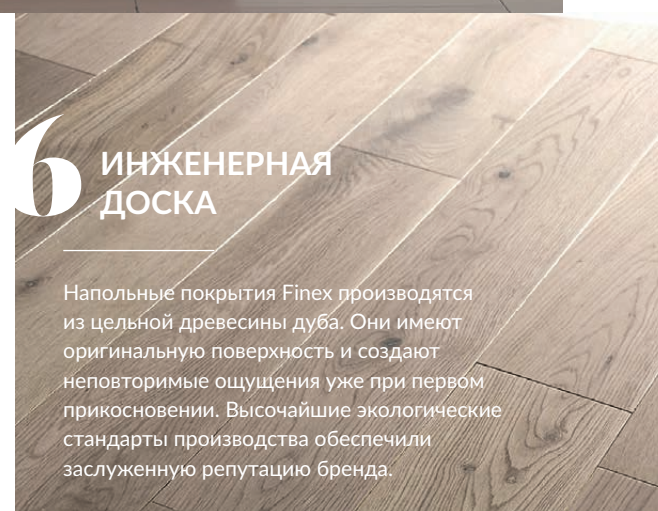 6
ИНЖЕНЕРНАЯ
ДОСКА
Напольные покрытия Finex производятся
из цельной древесины дуба. Они имеют
оригинальную поверхность и создают
неповторимые ощущения уже при первом
прикосновении. Высочайшие экологические
стандарты производства обеспечили
заслуженную репутацию бренда.